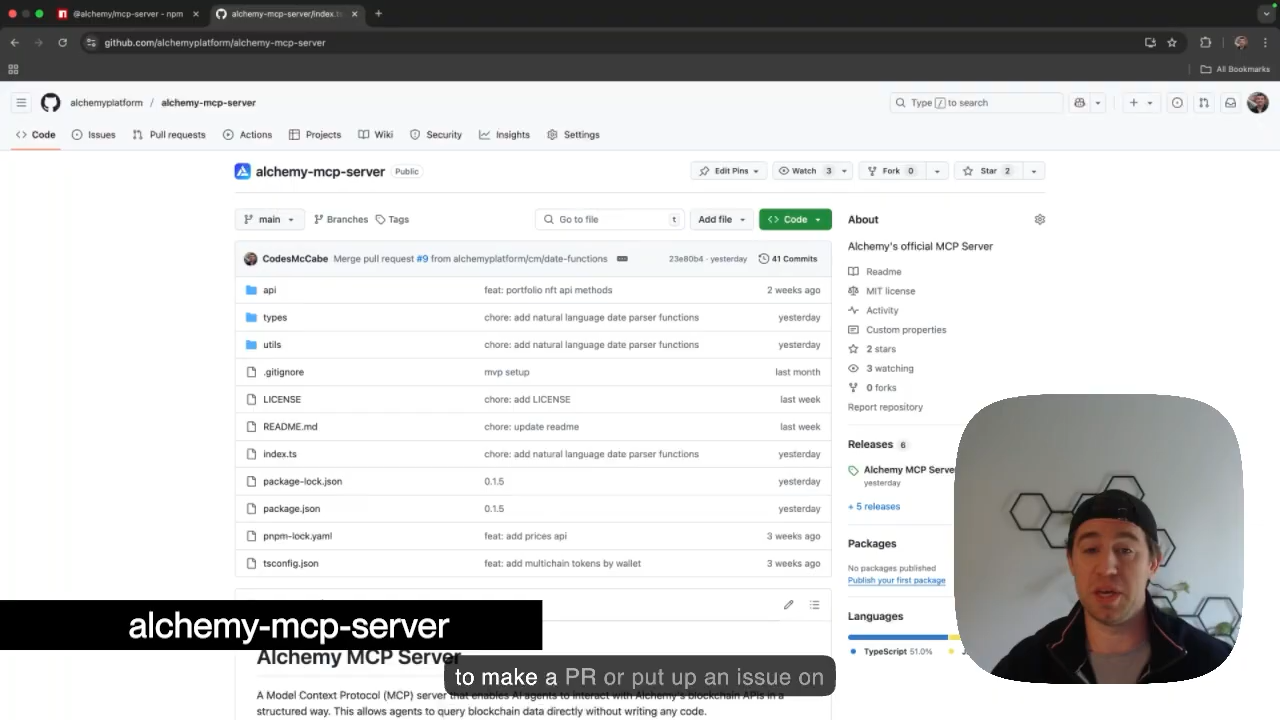 @alchemy/mcp-server - npm
alchemy-mcp-server/index.ts
github.com/alchemyplatform/alchemy-mcp-server
All Bookmarks
alchemyplatform / alchemy-mcp-server
Type / to search
Code Issues Pull requests Actions Projects Wiki Security Insights Settings
alchemy-mcp-server Public
Edit Pins Watch 3 Fork 0 Star 2
main Branches Tags Go to file t Add file Code
CodesMcCabe Merge pull request #9 from alchemyplatform/cm/date-functions 23e80b4 · yesterday 41 Commits
api feat: portfolio nft api methods 2 weeks ago
types chore: add natural language date parser functions yesterday
utils chore: add natural language date parser functions yesterday
.gitignore mvp setup last month
LICENSE chore: add LICENSE last week
README.md chore: update readme last week
index.ts chore: add natural language date parser functions yesterday
package-lock.json 0.1.5 yesterday
package.json 0.1.5 yesterday
pnpm-lock.yaml feat: add prices api 3 weeks ago
tsconfig.json feat: add multichain tokens by wallet 3 weeks ago
About
Alchemy's official MCP Server
Readme
MIT license
Activity
Custom properties
2 stars
3 watching
0 forks
Report repository
Releases 6
Alchemy MCP Serve
yesterday
+ 5 releases
Packages
No packages published
Publish your first package
Languages
TypeScript 51.0%
alchemy-mcp-server
Alchemy MCP Server
to make a PR or put up an issue on
A Model Context Protocol (MCP) server that enables AI agents to interact with Alchemy's blockchain APIs in a
structured way. This allows agents to query blockchain data directly without writing any code.